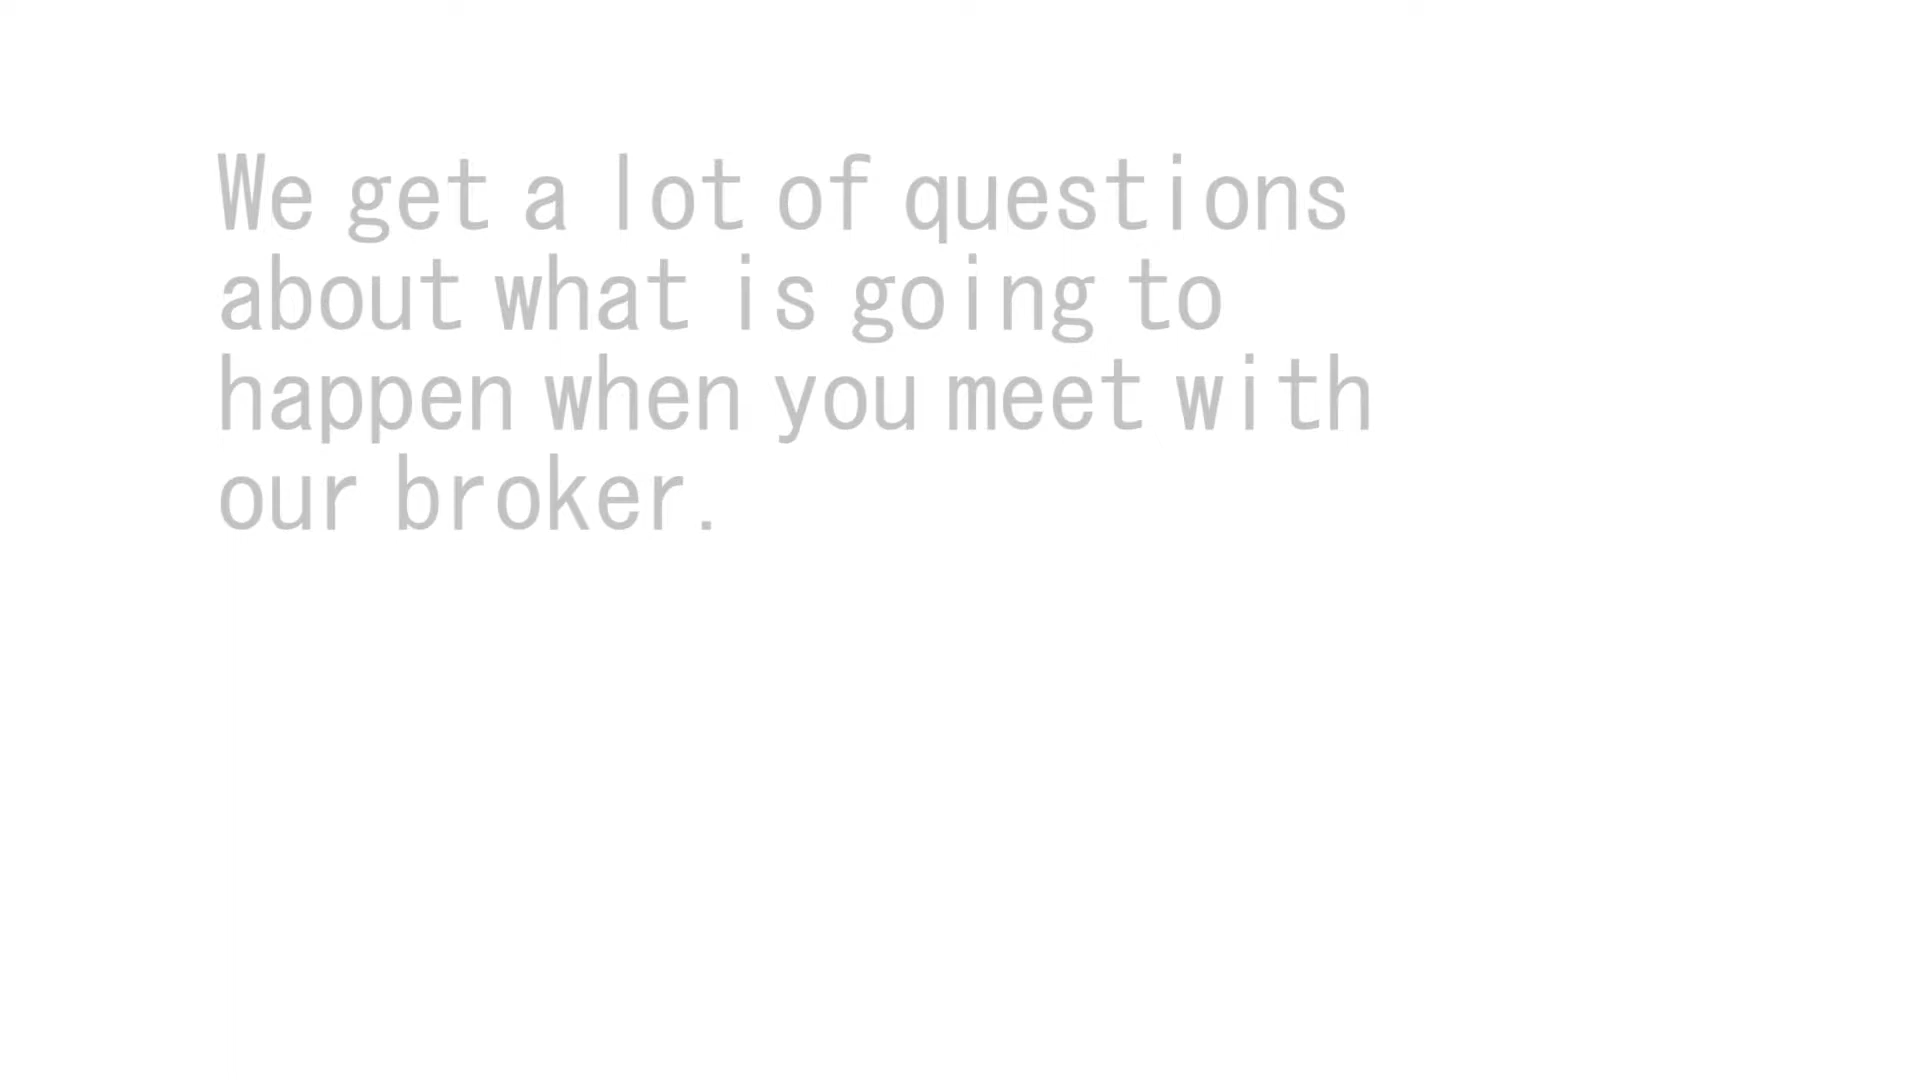 We get a lot of questions
about what is going to
happen when you meet with
our broker.